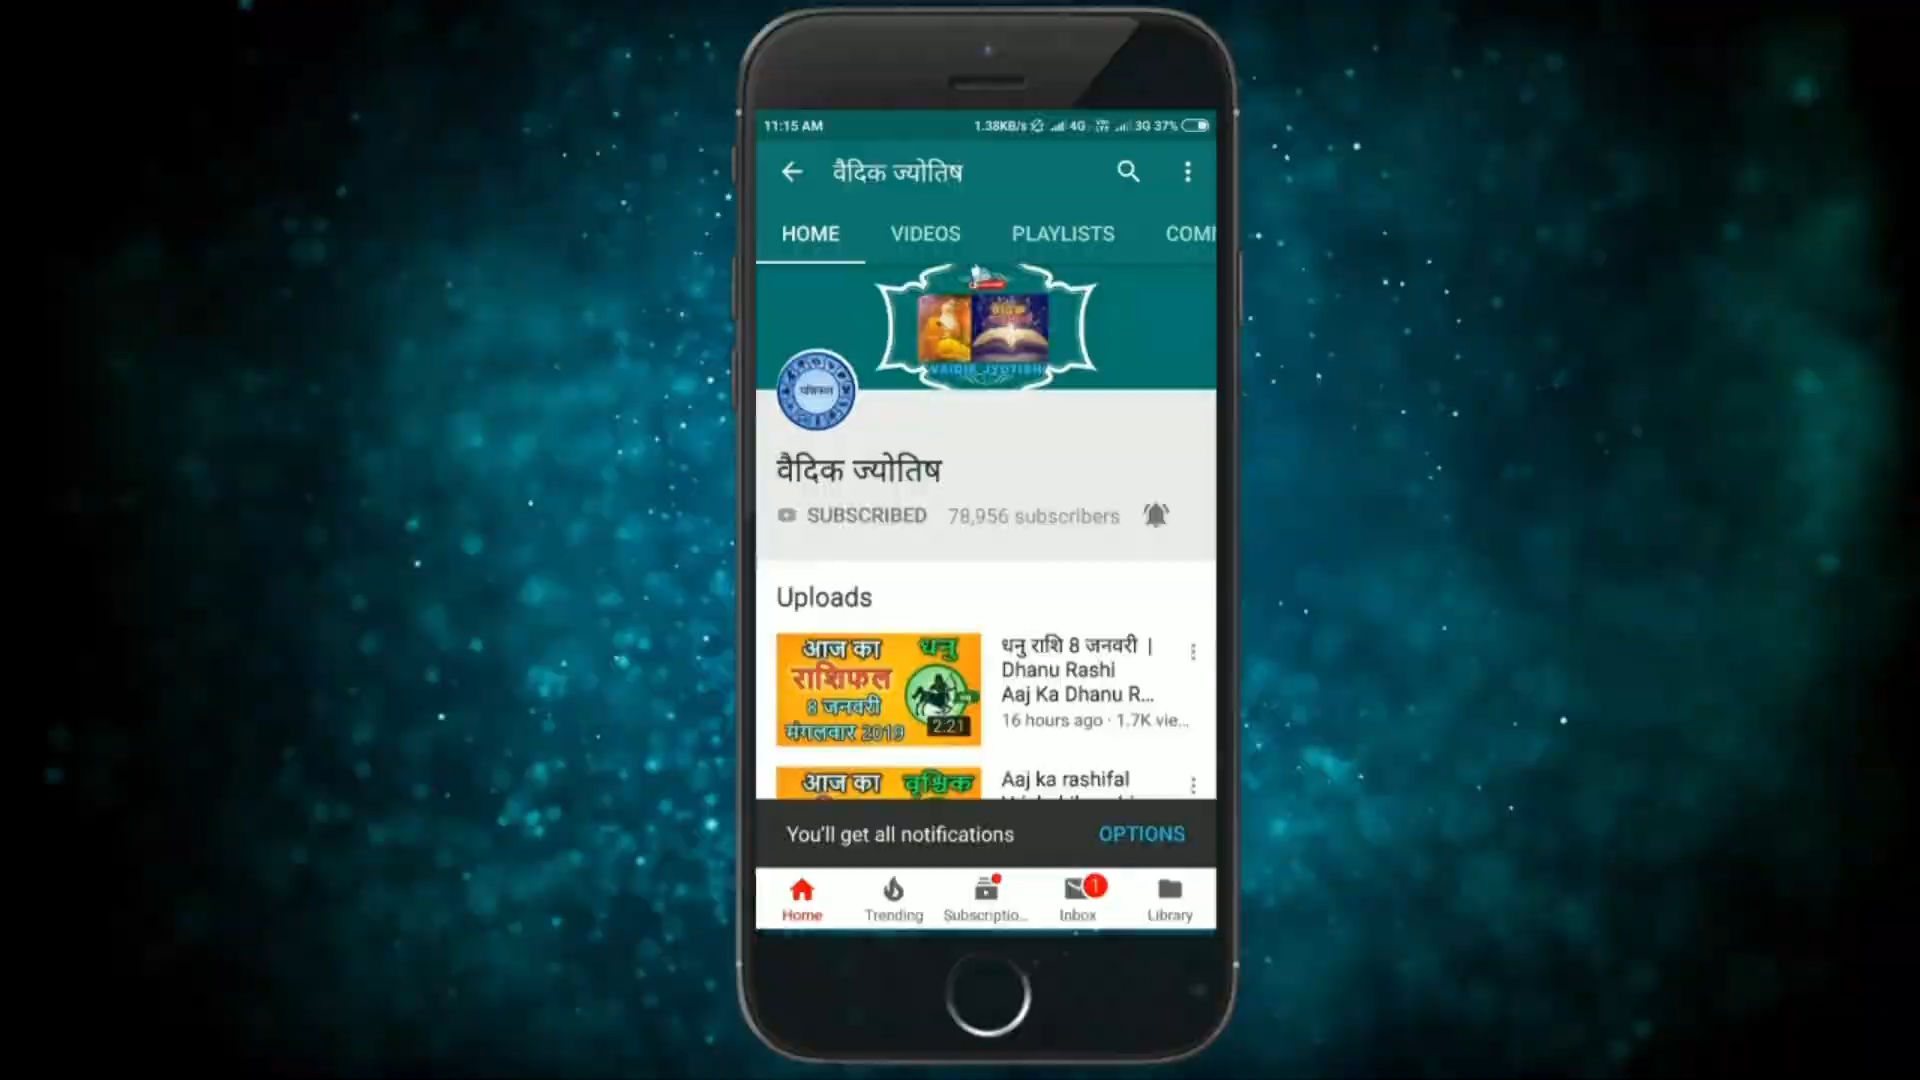 11:15 AM 1.38KB/s 4G 3G 37%
वैदिक ज्योतिष
HOME VIDEOS PLAYLISTS COM
VAIDIK JYOTISH
राशिफल
वैदिक ज्योतिष
SUBSCRIBED 78,956 subscribers
Uploads
आज का धनु
राशिफल
8 जनवरी
मंगलवार 2019
2:21
धनु राशि 8 जनवरी |
Dhanu Rashi
Aaj Ka Dhanu R...
16 hours ago · 1.7K vie...
आज का वृश्चिक
Aaj ka rashifal
You'll get all notifications OPTIONS
1
Home Trending Subscriptio... Inbox Library